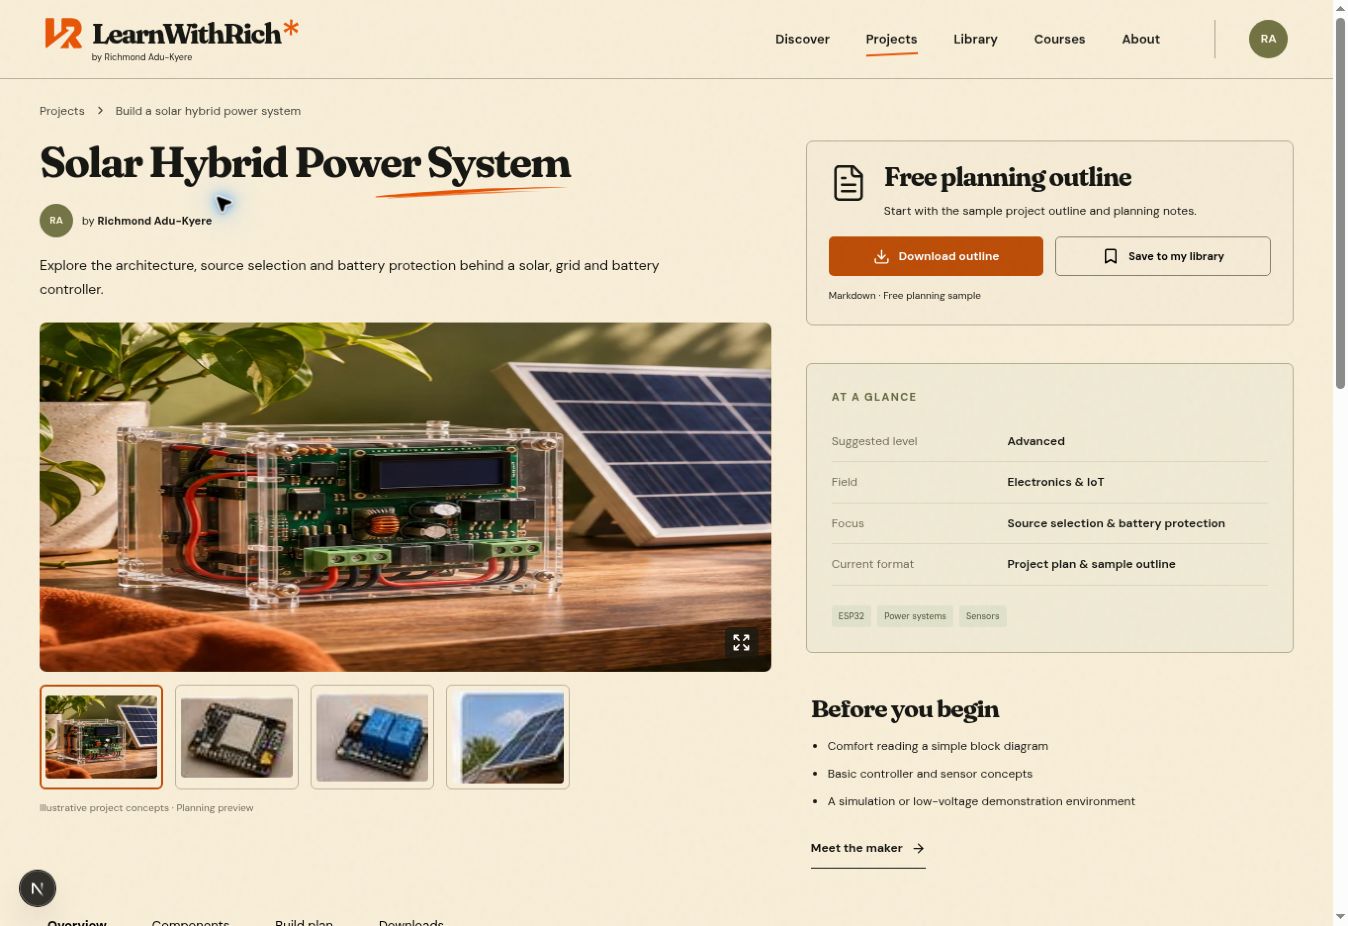 LearnWithRich*
by Richmond Adu-Kyere
Discover
Projects
Library
Courses
About
RA
Projects > Build a solar hybrid power system
Solar Hybrid Power System
RA
by Richmond Adu-Kyere
Explore the architecture, source selection and battery protection behind a solar, grid and battery
controller.
Illustrative project concepts · Planning preview
Free planning outline
Start with the sample project outline and planning notes.
Download outline
Save to my library
Markdown · Free planning sample
AT A GLANCE
Suggested level
Advanced
Field
Electronics & IoT
Focus
Source selection & battery protection
Current format
Project plan & sample outline
ESP32
Power systems
Sensors
Before you begin
• Comfort reading a simple block diagram
• Basic controller and sensor concepts
• A simulation or low-voltage demonstration environment
Meet the maker →
N
Overview
Components
Build plan
Downloads